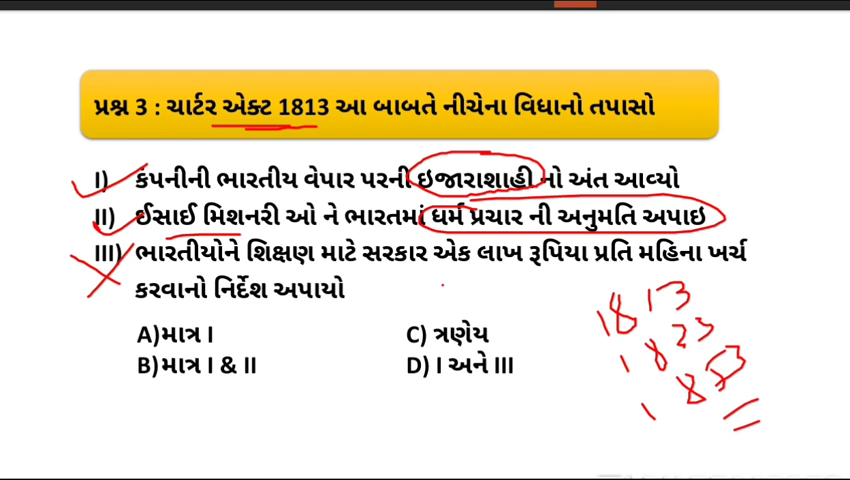 પ્રશ્ન 3 : ચાર્ટર એક્ટ 1813 આ બાબતે નીચેના વિધાનો તપાસો
I) કંપનીની ભારતીય વેપાર પરની ઇજારાશાહી નો અંત આવ્યો
II) ઈસાઈ મિશનરી ઓ ને ભારતમાં ધર્મ પ્રચાર ની અનુમતિ અપાઇ
III) ભારતીયોને શિક્ષણ માટે સરકાર એક લાખ રૂપિયા પ્રતિ મહિના ખર્ચ
કરવાનો નિર્દેશ અપાયો
A)માત્ર I
C) ત્રણેય
B)માત્ર I & II
D) I અને III
1813
1823
1853